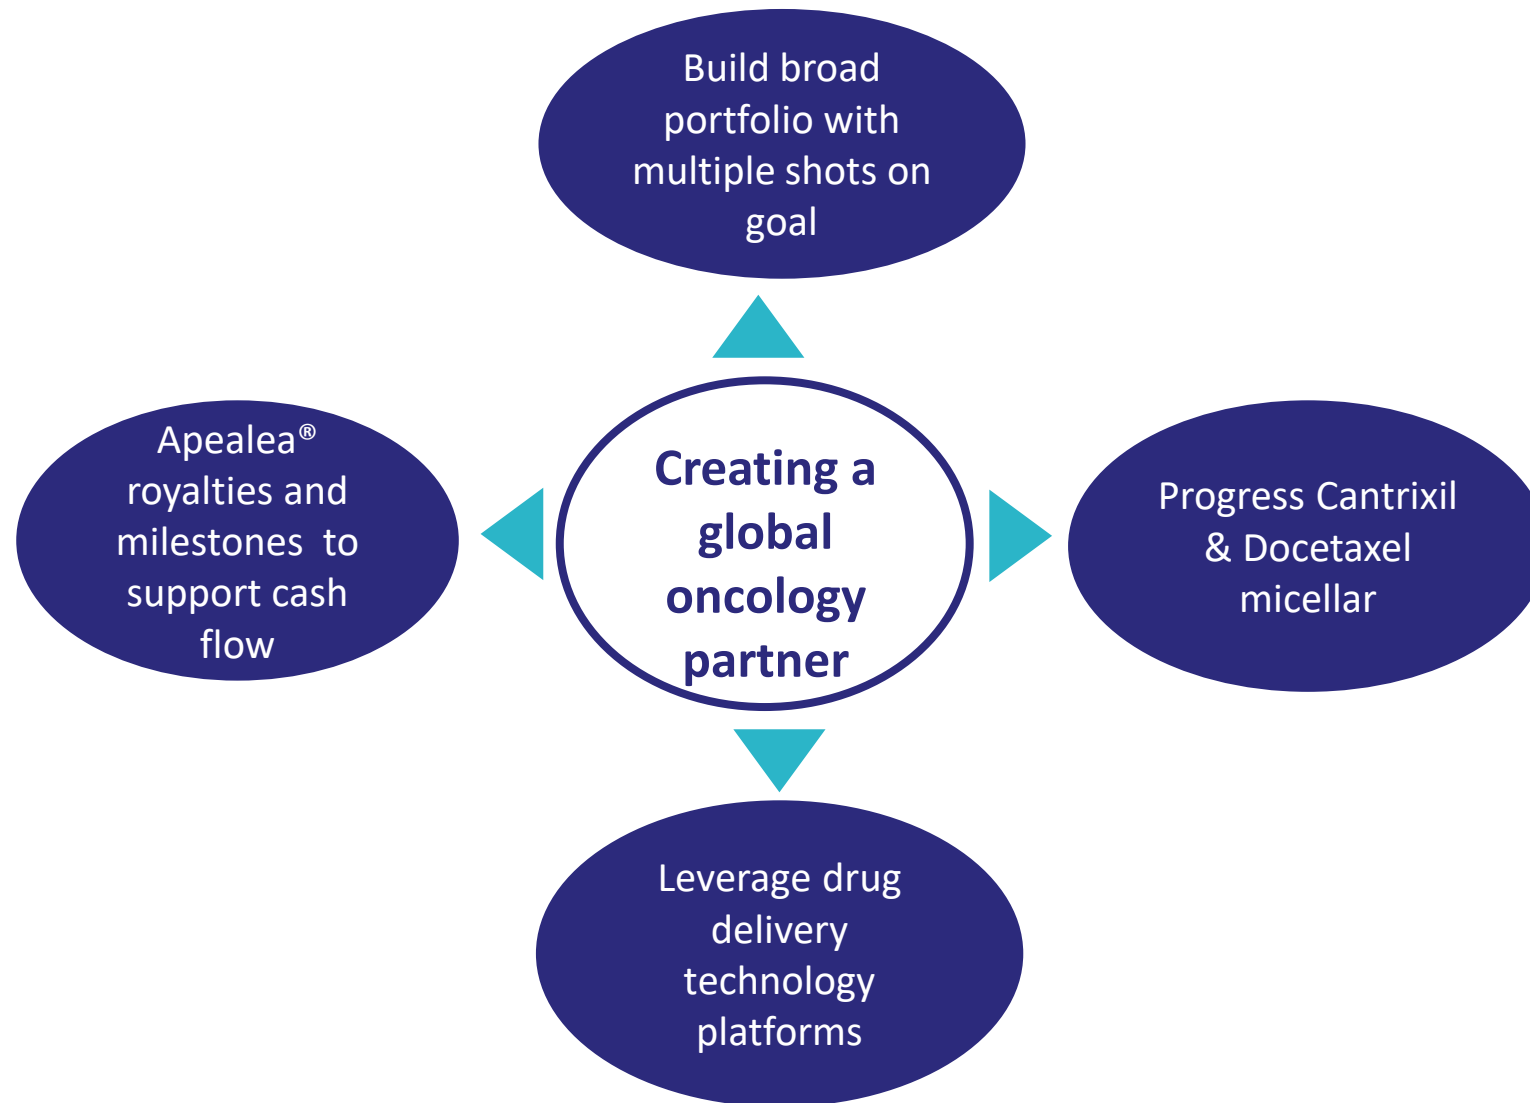 Build broad
portfolio with
multiple shots on
goal
Apealea®
royalties and
milestones to
support cash
flow
Creating a
global
oncology
partner
Progress Cantrixil
& Docetaxel
micellar
Leverage drug
delivery
technology
platforms